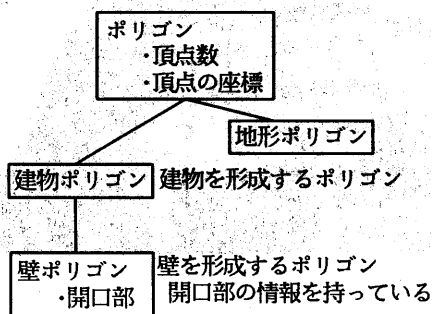 ポリゴン
・頂点数
・頂点の座標
地形ポリゴン
建物ポリゴン 建物を形成するポリゴン
壁ポリゴン 壁を形成するポリゴン
・開口部 開口部の情報を持っている